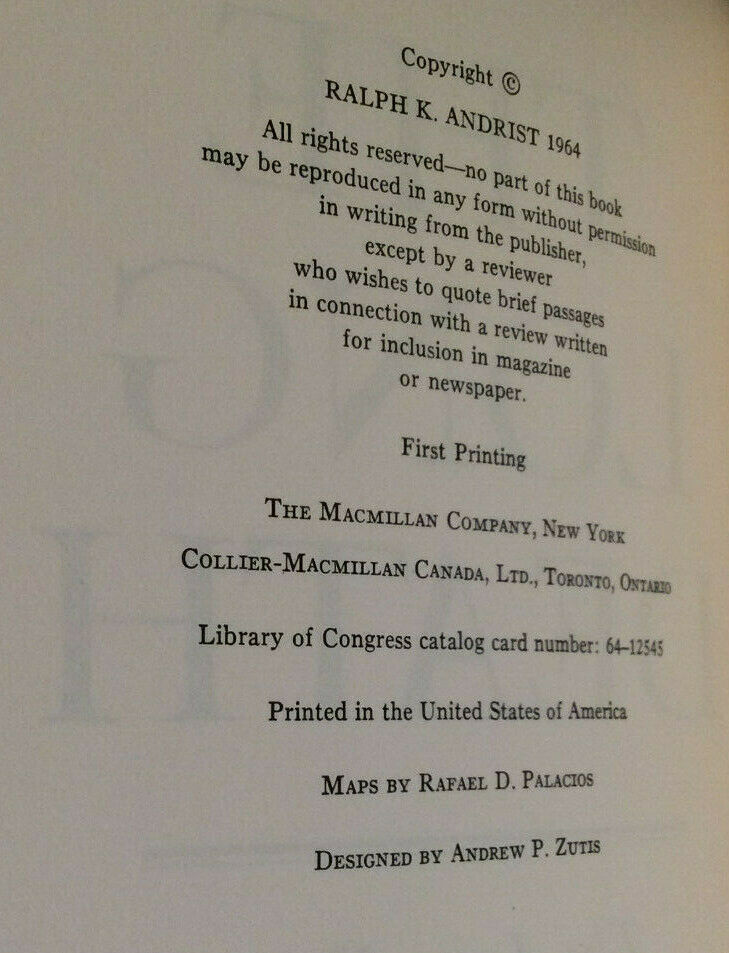 Copyright ©
RALPH K. ANDRIST 1964
All rights reserved—no part of this book
may be reproduced in any form without permission
in writing from the publisher,
except by a reviewer
who wishes to quote brief passages
in connection with a review written
for inclusion in magazine
or newspaper.
First Printing
THE MACMILLAN COMPANY, NEW YORK
COLLIER-MACMILLAN CANADA, LTD., TORONTO, ONTARIO
Library of Congress catalog card number: 64–12545
Printed in the United States of America
MAPS BY RAFAEL D. PALACIOS
DESIGNED BY ANDREW P. ZUTIS